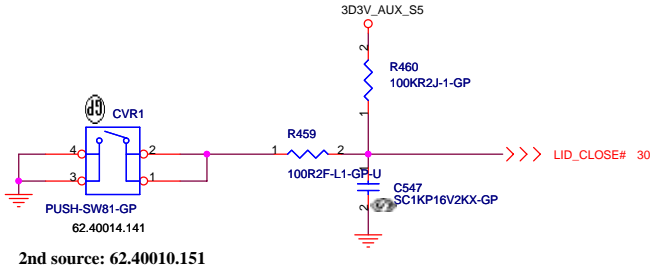 3D3V_AUX_S5
2
R460
100KR2J-1-GP
1
CVR1
R459
4
2
1
2
LID_CLOSE# 30
3
1
100R2F-L1-GP-U
C547
SC1KP16V2KX-GP
2
PUSH-SW81-GP
62.40014.141
2nd source: 62.40010.151